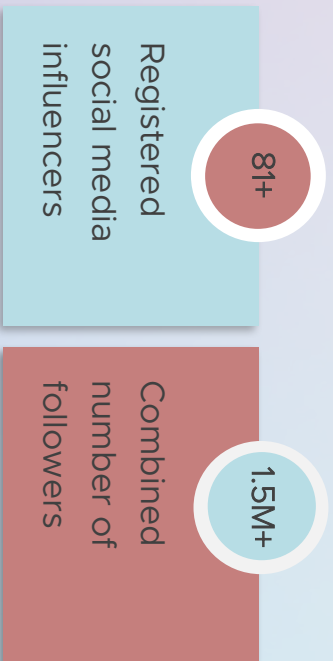 81+
Registered
social media
influencers
1.5M+
Combined
number of
followers